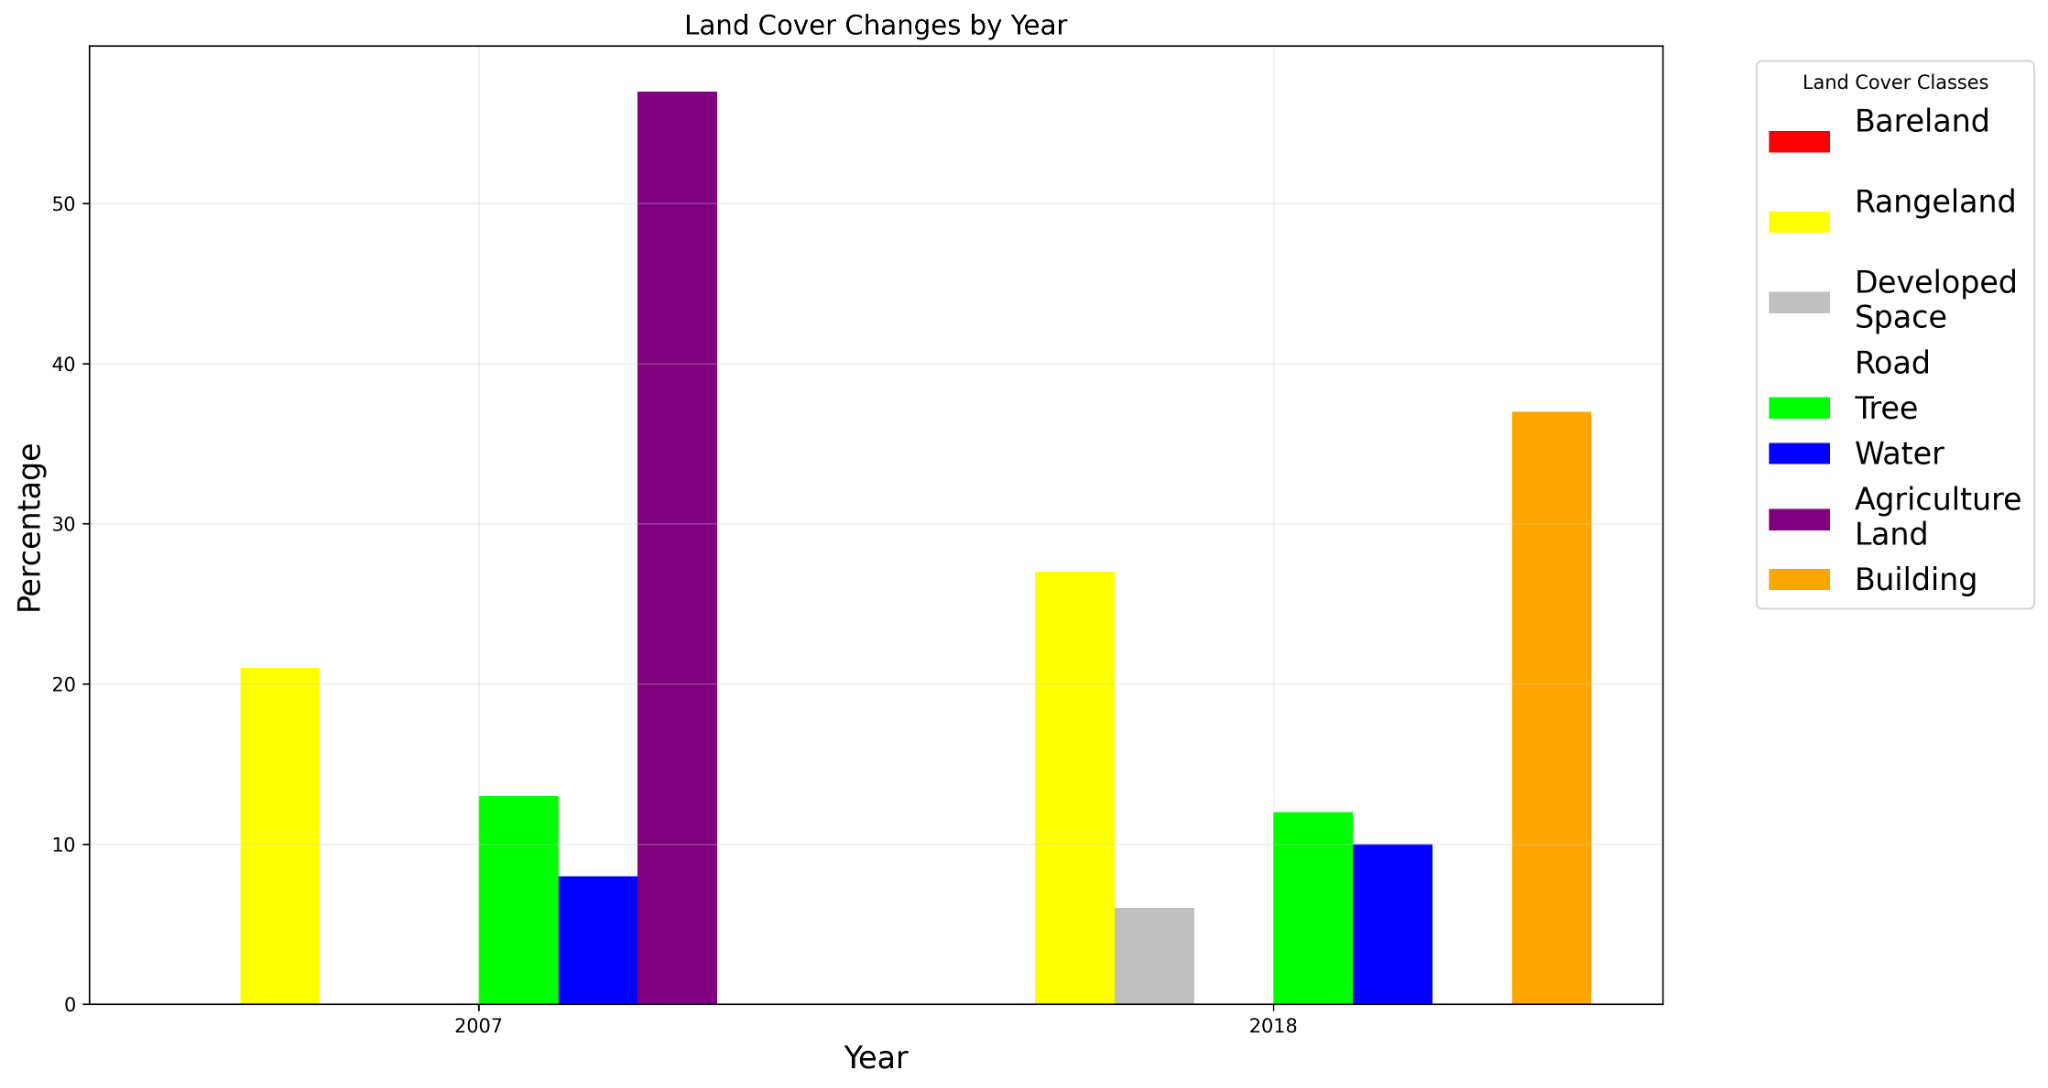 Land Cover Changes by Year
Percentage
50
40
30
20
10
0
2007
2018
Year
Land Cover Classes
Bareland
Rangeland
Developed
Space
Road
Tree
Water
Agriculture
Land
Building